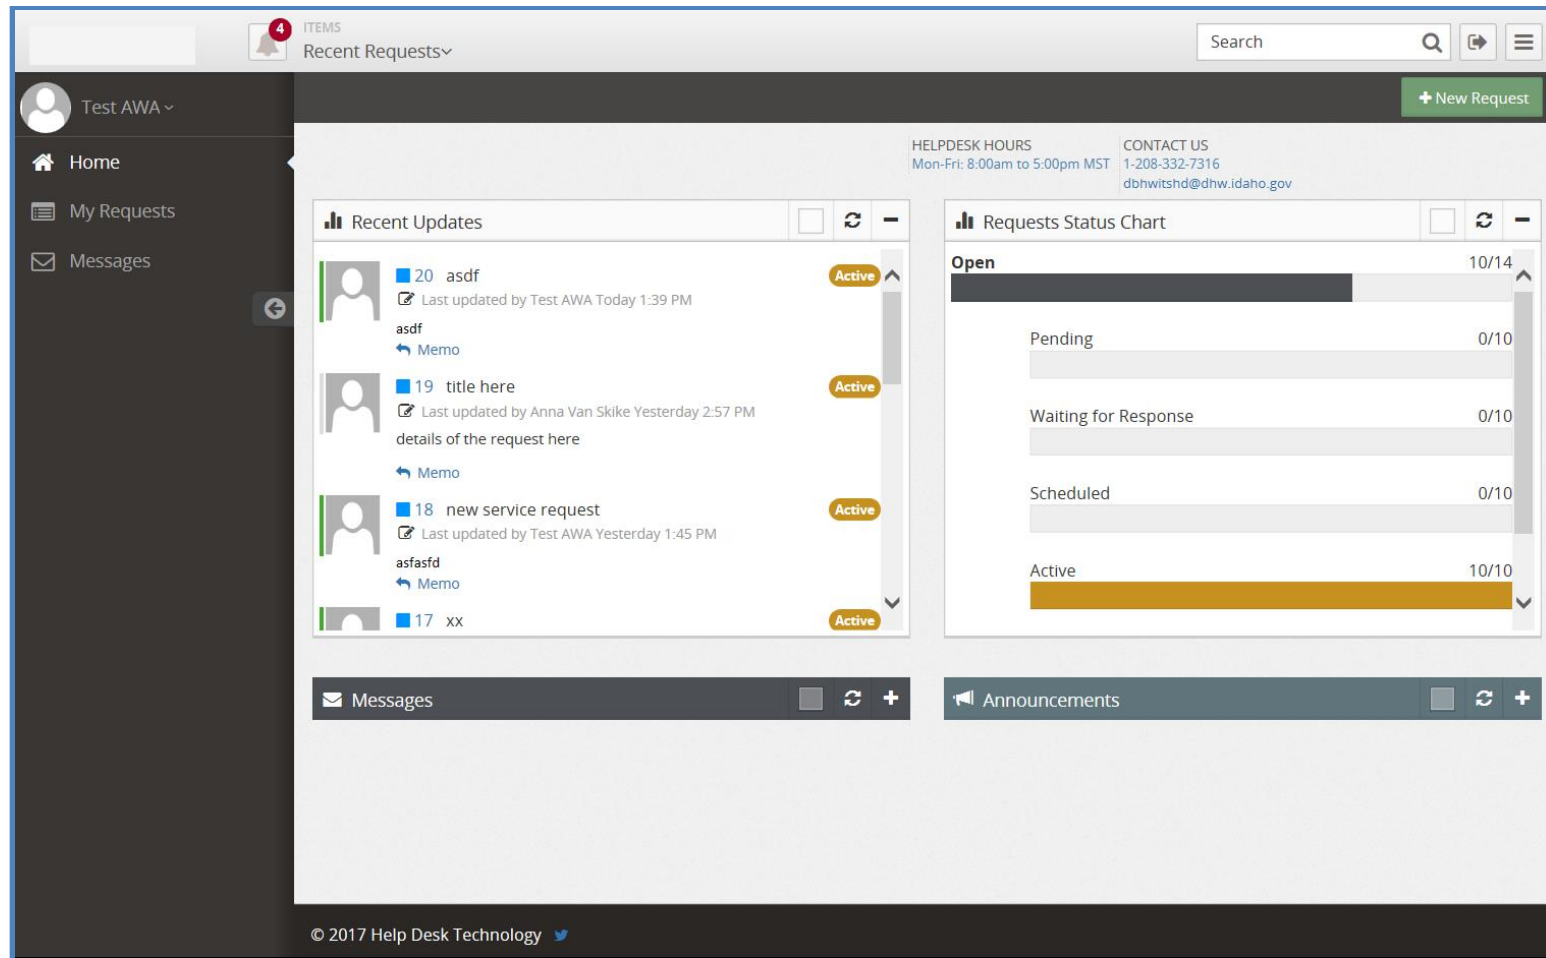 4
ITEMS
Recent Requests
Search
Test AWA
+ New Request
Home
My Requests
Messages
HELPDESK HOURS
Mon-Fri: 8:00am to 5:00pm MST
CONTACT US
1-208-332-7316
dbhwitshd@dhw.idaho.gov
Recent Updates
20 asdf Active
Last updated by Test AWA Today 1:39 PM
asdf
Memo
19 title here Active
Last updated by Anna Van Skike Yesterday 2:57 PM
details of the request here
Memo
18 new service request Active
Last updated by Test AWA Yesterday 1:45 PM
asfasfd
Memo
17 xx Active
Requests Status Chart
Open 10/14
Pending 0/10
Waiting for Response 0/10
Scheduled 0/10
Active 10/10
Messages
Announcements
© 2017 Help Desk Technology